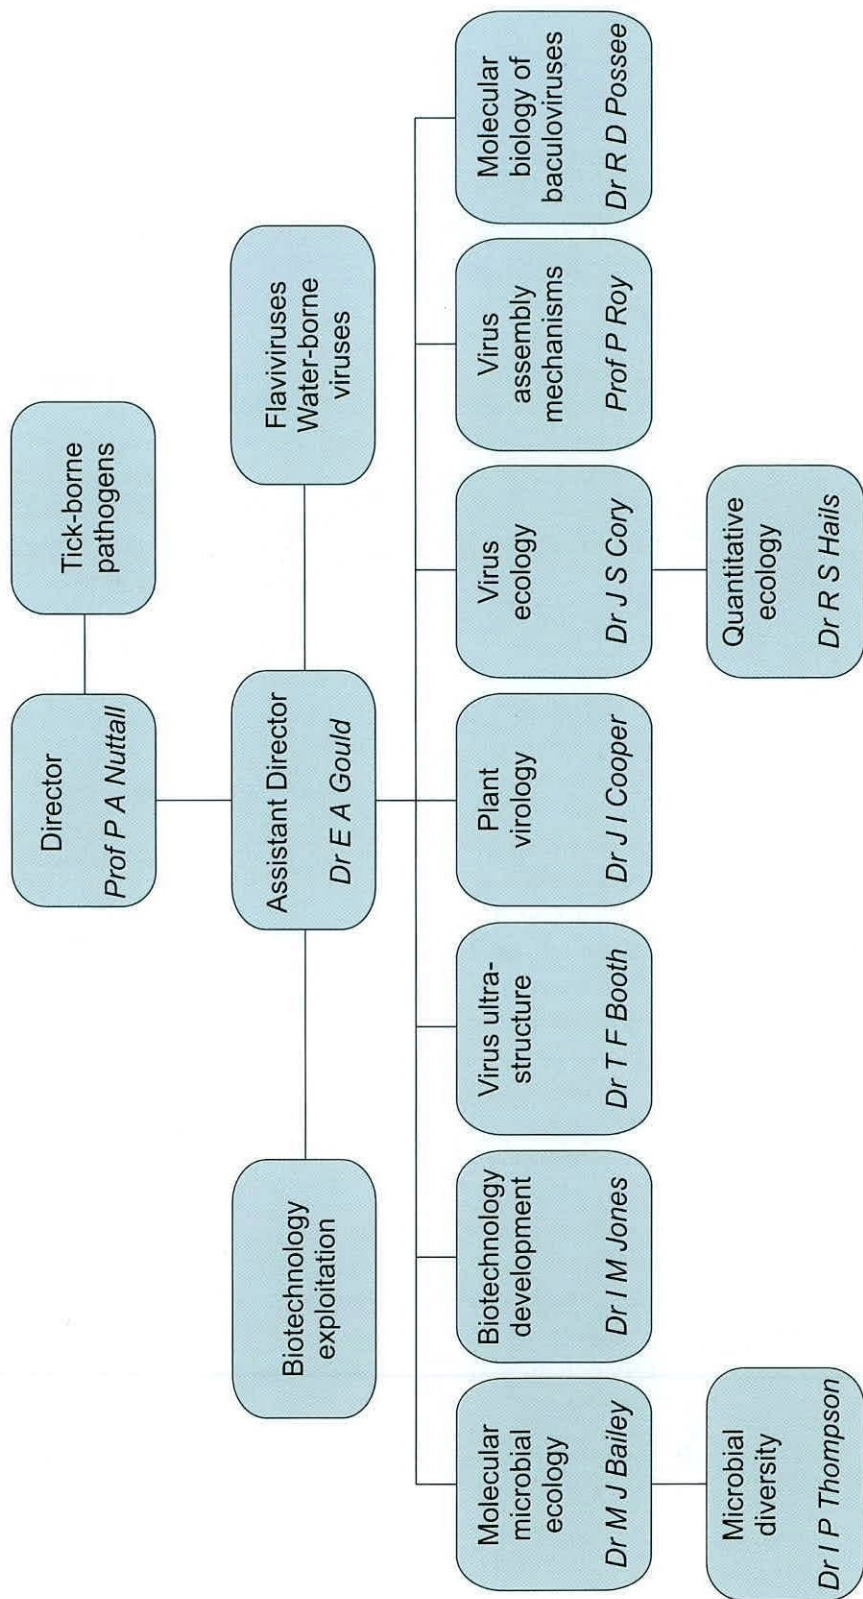 Director
Prof P A Nuttall
Tick-borne
pathogens
Biotechnology
exploitation
Assistant Director
Dr E A Gould
Flaviviruses
Water-borne
viruses
Molecular
microbial
ecology
Dr M J Bailey
Biotechnology
development
Dr I M Jones
Virus ultra-
structure
Dr T F Booth
Plant
virology
Dr J I Cooper
Virus
ecology
Dr J S Cory
Virus
assembly
mechanisms
Prof P Roy
Molecular
biology of
baculoviruses
Dr R D Possee
Microbial
diversity
Dr I P Thompson
Quantitative
ecology
Dr R S Hails